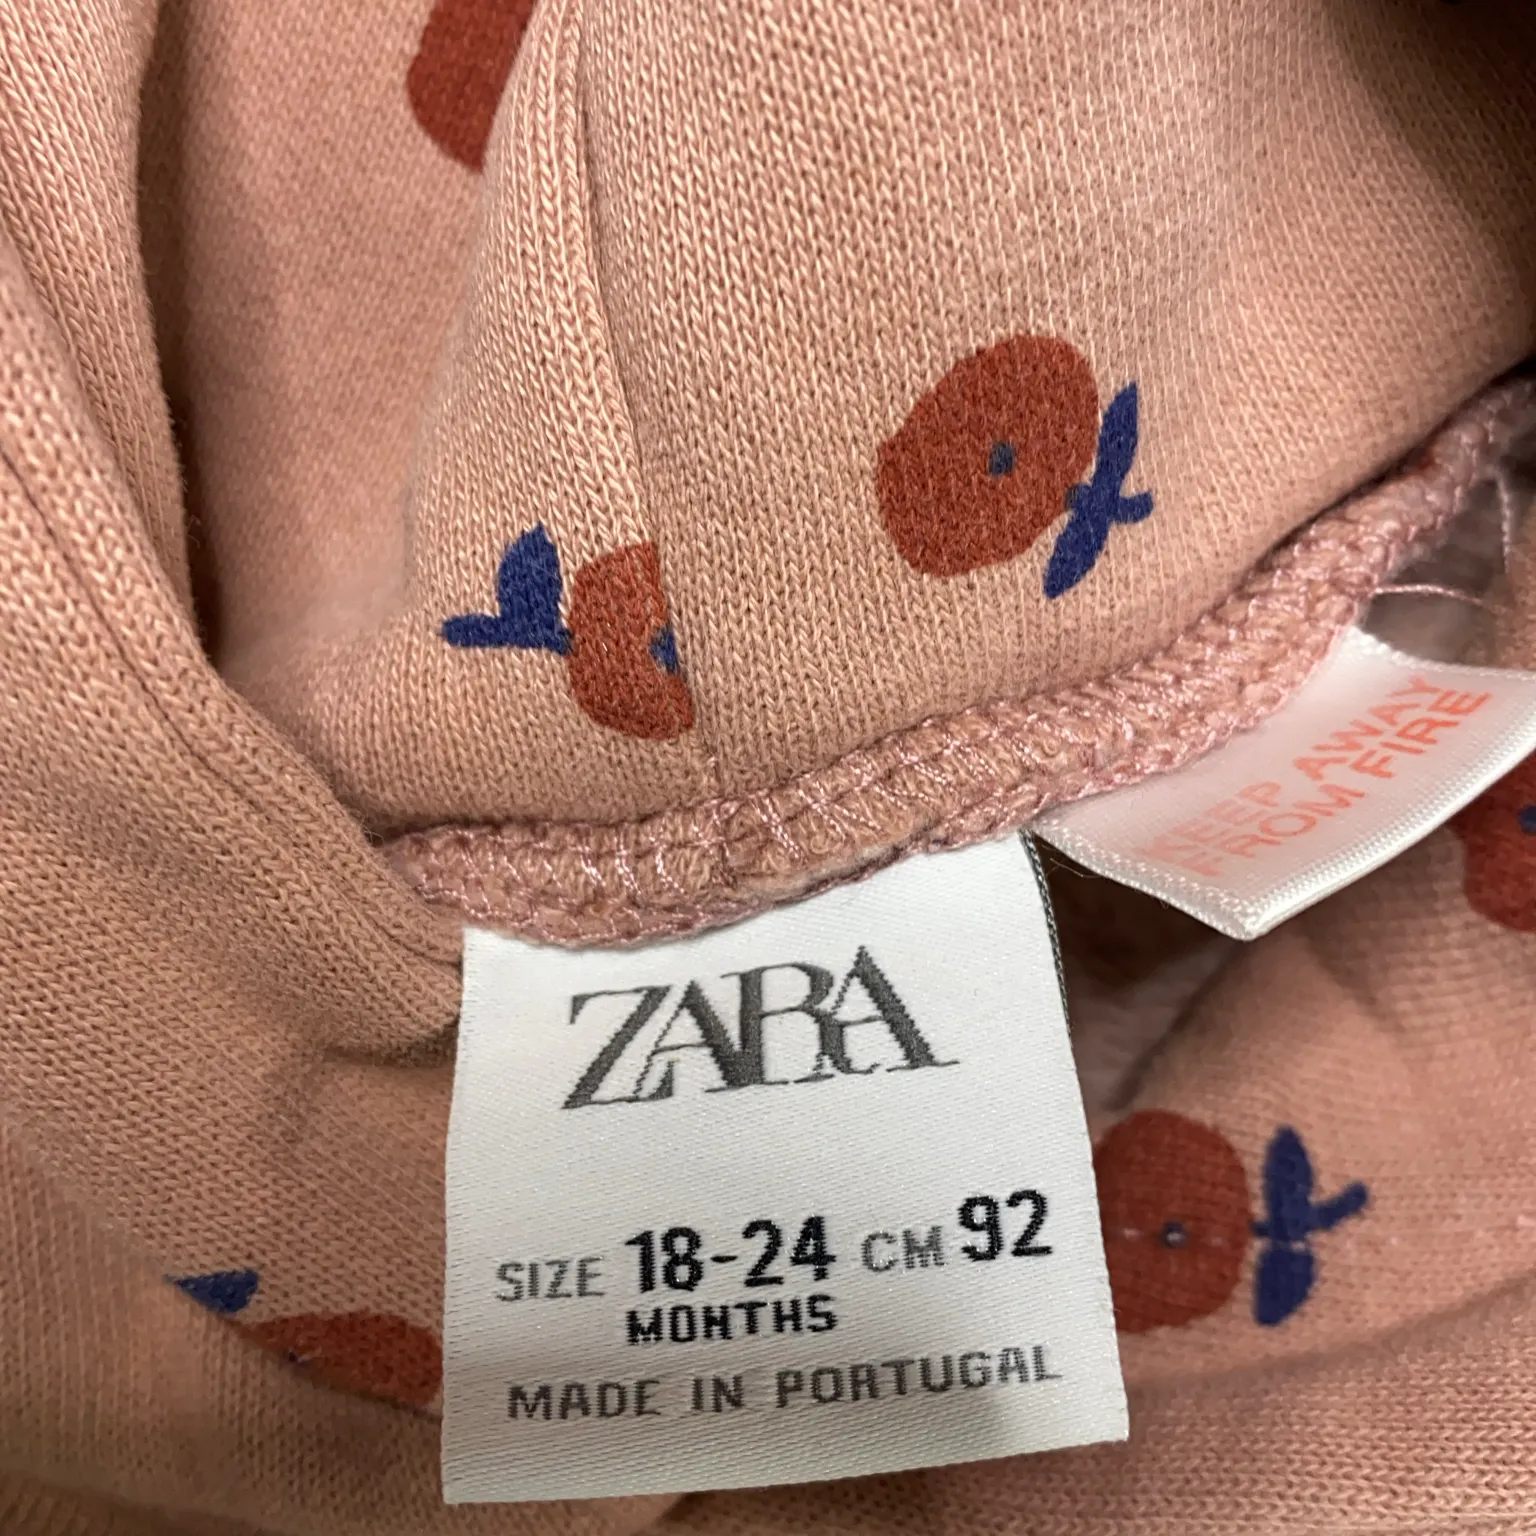 KEEP AWAY
FROM FIRE
ZARA
SIZE 18-24 CM 92
MONTHS
MADE IN PORTUGAL